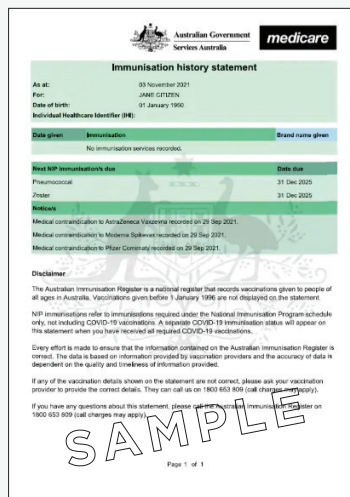 Australian Government
Services Australia
medicare
Immunisation history statement
As at: 03 November 2021
For: JANE CITIZEN
Date of birth: 01 January 1960
Individual Healthcare Identifier (IHI):
Date given Immunisation Brand name given
No immunisation services recorded.
Next NIP immunisation/s due Date due
Pneumococcal 31 Dec 2025
Zoster 31 Dec 2025
Notice/s
Medical contraindication to AstraZeneca Vaxzevria recorded on 29 Sep 2021.
Medical contraindication to Moderna Spikevax recorded on 29 Sep 2021.
Medical contraindication to Pfizer Comirnaty recorded on 29 Sep 2021.
Disclaimer
The Australian Immunisation Register is a national register that records vaccinations given to people of
all ages in Australia. Vaccinations given before 1 January 1996 are not displayed on the statement.
NIP immunisations refer to immunisations required under the National Immunisation Program schedule
only, not including COVID-19 vaccinations. A separate COVID-19 immunisation status will appear on
this statement when you have received all required COVID-19 vaccinations.
Every effort is made to ensure that the information contained on the Australian Immunisation Register is
correct. The data is based on information provided by vaccination providers and the accuracy of data is
dependent on the quality and timeliness of information provided.
If any of the vaccination details shown on the statement are not correct, please ask your vaccination
provider to provide the correct details. They can call us on 1800 653 809 (call charges may apply).
If you have any questions about this statement, please call the Australian Immunisation Register on
1800 653 809 (call charges may apply).
SAMPLE
Page 1 of 1